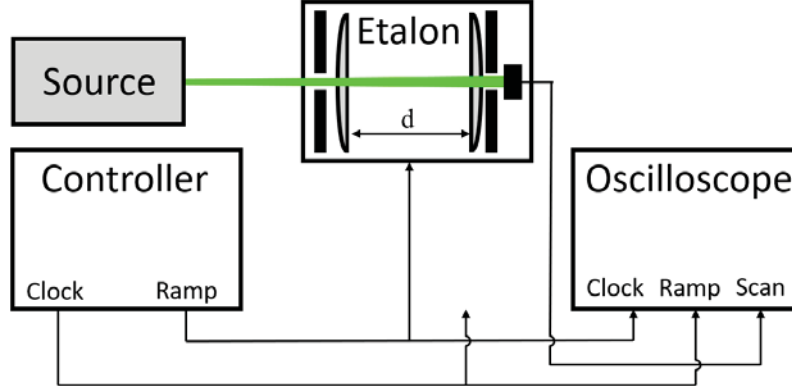 Etalon
Source
d
Controller
Oscilloscope
Clock Ramp
Clock Ramp Scan